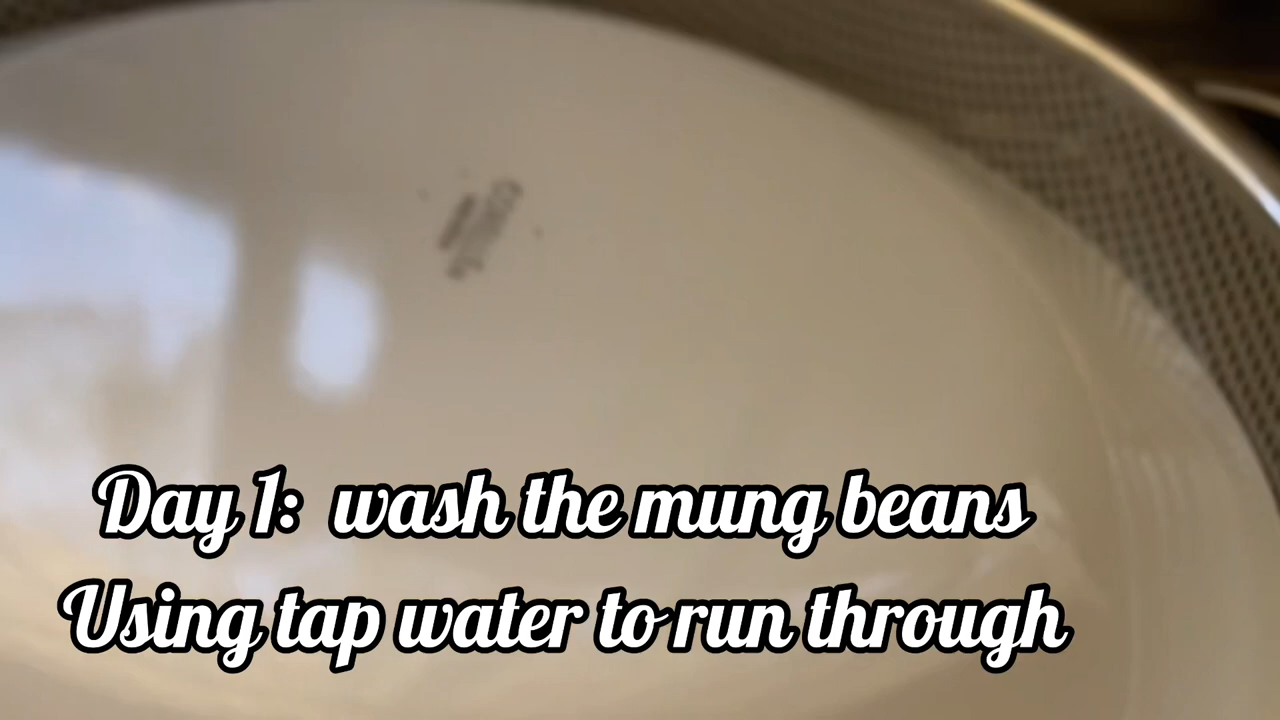 Day 1: wash the mung beans
Using tap water to run through